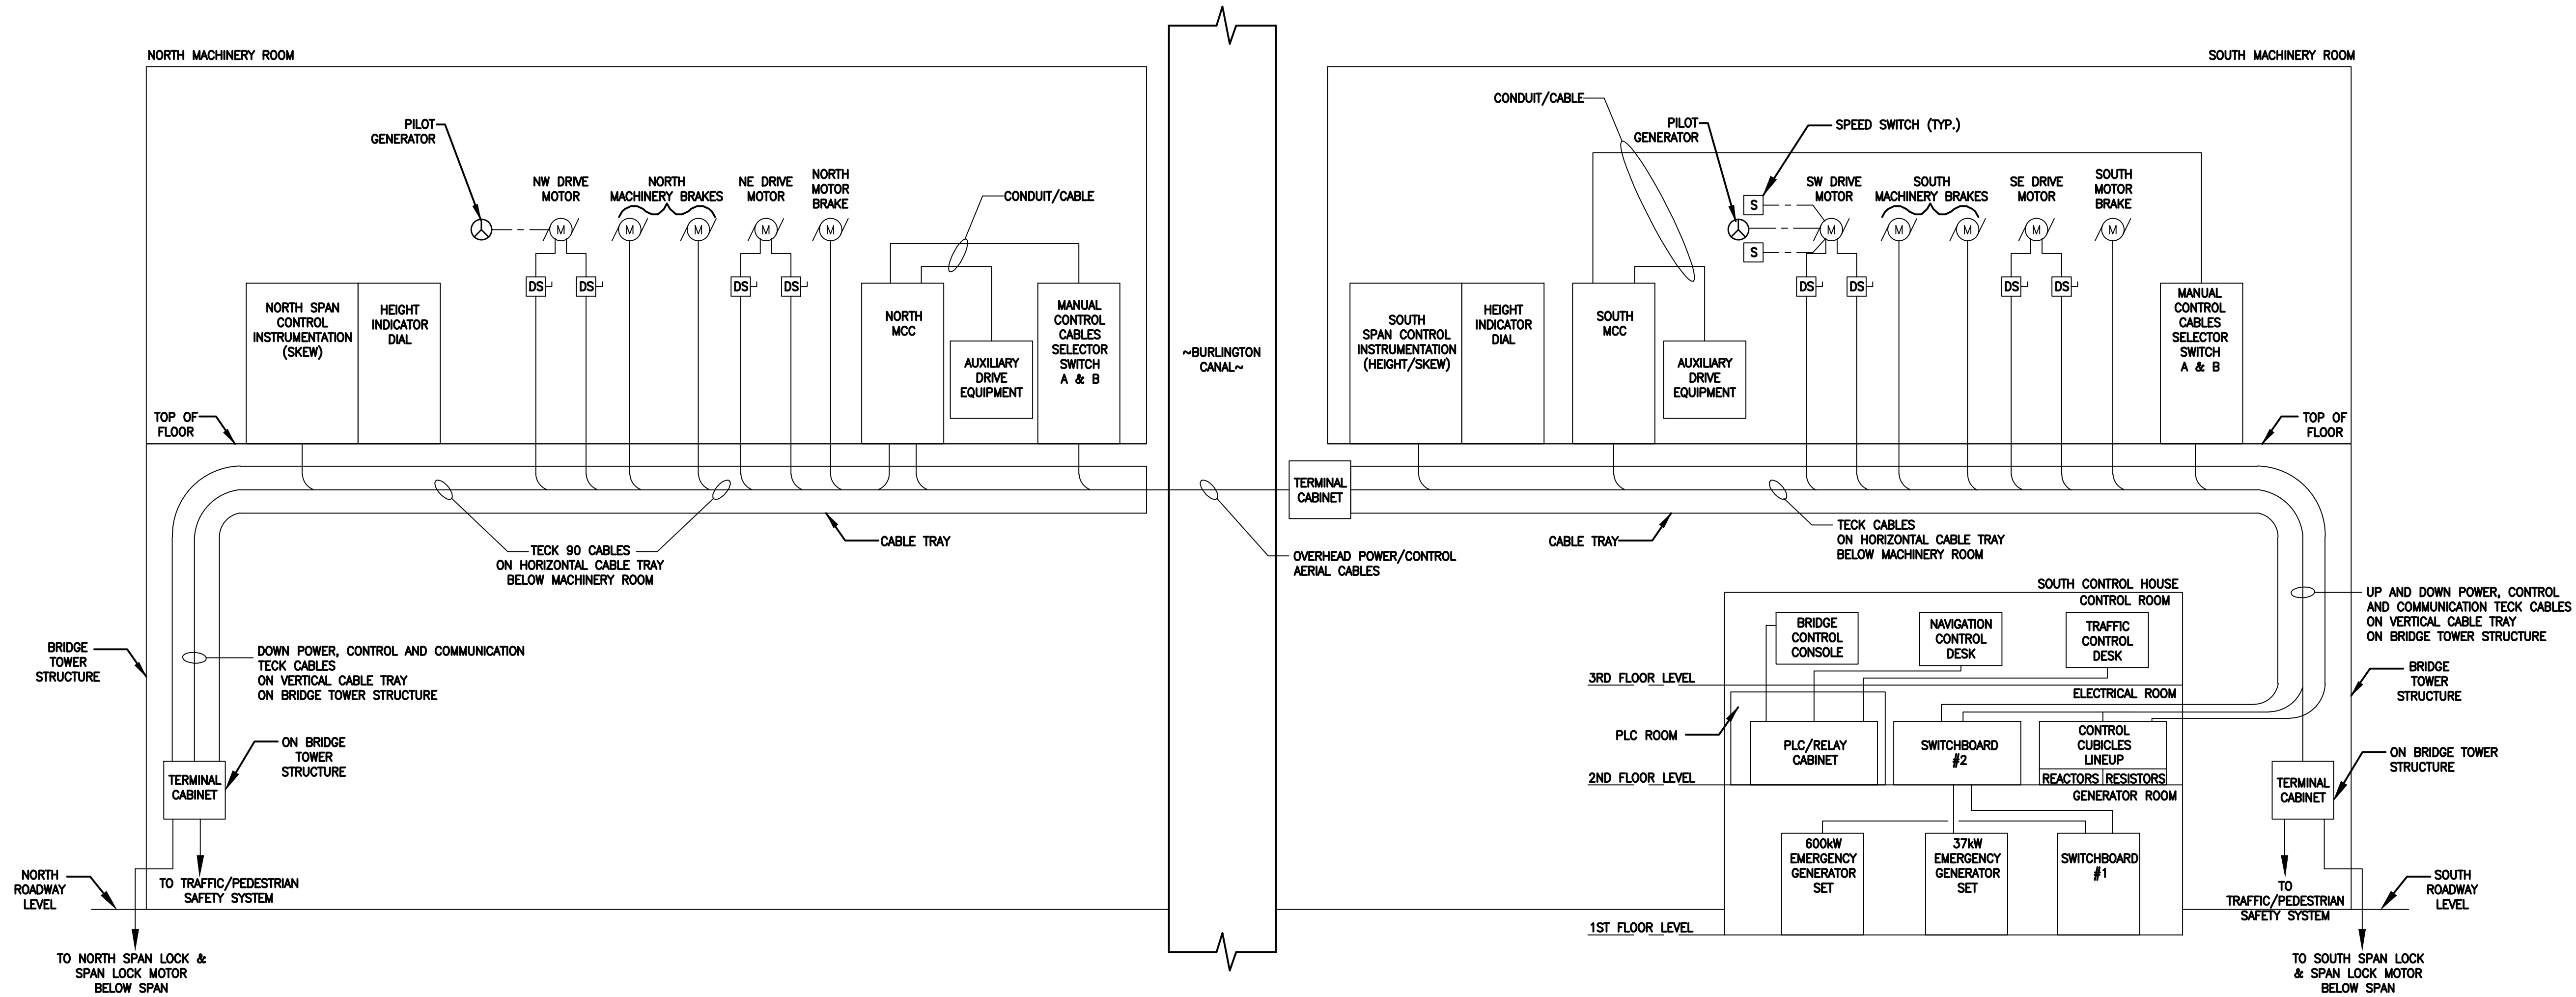 NORTH MACHINERY ROOM
SOUTH MACHINERY ROOM
PILOT
GENERATOR
NW DRIVE
MOTOR
NORTH
MACHINERY BRAKES
NE DRIVE
MOTOR
NORTH
MOTOR
BRAKE
CONDUIT/CABLE
M
M
M
M
M
DS
DS
DS
DS
NORTH SPAN
CONTROL
INSTRUMENTATION
(SKEW)
HEIGHT
INDICATOR
DIAL
NORTH
MCC
AUXILIARY
DRIVE
EQUIPMENT
MANUAL
CONTROL
CABLES
SELECTOR
SWITCH
A & B
TOP OF
FLOOR
~BURLINGTON
CANAL~
CONDUIT/CABLE
PILOT
GENERATOR
SPEED SWITCH (TYP.)
S
S
SW DRIVE
MOTOR
SOUTH
MACHINERY BRAKES
SE DRIVE
MOTOR
SOUTH
MOTOR
BRAKE
M
M
M
M
M
DS
DS
DS
DS
SOUTH
SPAN CONTROL
INSTRUMENTATION
(HEIGHT/SKEW)
HEIGHT
INDICATOR
DIAL
SOUTH
MCC
AUXILIARY
DRIVE
EQUIPMENT
MANUAL
CONTROL
CABLES
SELECTOR
SWITCH
A & B
TOP OF
FLOOR
TERMINAL
CABINET
TECK 90 CABLES
ON HORIZONTAL CABLE TRAY
BELOW MACHINERY ROOM
CABLE TRAY
OVERHEAD POWER/CONTROL
AERIAL CABLES
CABLE TRAY
TECK CABLES
ON HORIZONTAL CABLE TRAY
BELOW MACHINERY ROOM
BRIDGE
TOWER
STRUCTURE
DOWN POWER, CONTROL AND COMMUNICATION
TECK CABLES
ON VERTICAL CABLE TRAY
ON BRIDGE TOWER STRUCTURE
ON BRIDGE
TOWER
STRUCTURE
TERMINAL
CABINET
NORTH
ROADWAY
LEVEL
TO TRAFFIC/PEDESTRIAN
SAFETY SYSTEM
TO NORTH SPAN LOCK &
SPAN LOCK MOTOR
BELOW SPAN
SOUTH CONTROL HOUSE
CONTROL ROOM
BRIDGE
CONTROL
CONSOLE
NAVIGATION
CONTROL
DESK
TRAFFIC
CONTROL
DESK
3RD FLOOR LEVEL
ELECTRICAL ROOM
PLC ROOM
PLC/RELAY
CABINET
SWITCHBOARD
#2
CONTROL
CUBICLES
LINEUP
REACTORS
RESISTORS
2ND FLOOR LEVEL
GENERATOR ROOM
600kW
EMERGENCY
GENERATOR
SET
37kW
EMERGENCY
GENERATOR
SET
SWITCHBOARD
#1
1ST FLOOR LEVEL
UP AND DOWN POWER, CONTROL
AND COMMUNICATION TECK CABLES
ON VERTICAL CABLE TRAY
ON BRIDGE TOWER STRUCTURE
BRIDGE
TOWER
STRUCTURE
ON BRIDGE TOWER
STRUCTURE
TERMINAL
CABINET
TO
TRAFFIC/PEDESTRIAN
SAFETY SYSTEM
SOUTH
ROADWAY
LEVEL
TO SOUTH SPAN LOCK
& SPAN LOCK MOTOR
BELOW SPAN